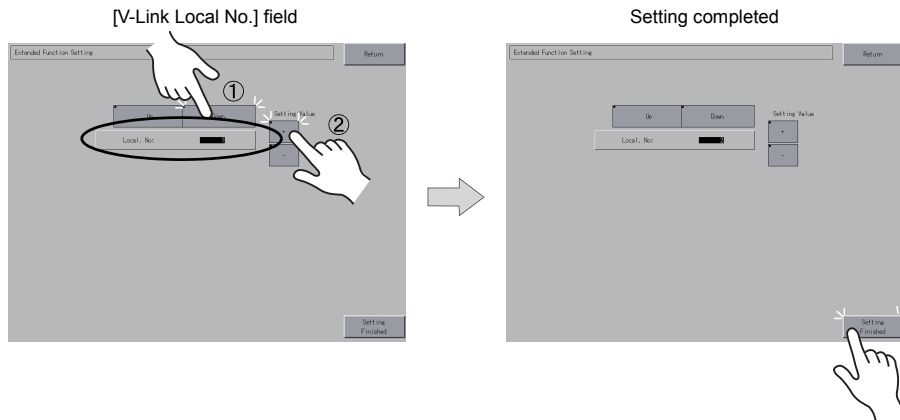 [V-Link Local No.] field
Extended Function Setting
Return
①
Up
Down
Setting Value
+
②
Local. No:
-
Setting
Finished
Setting completed
Extended Function Setting
Return
Up
Down
Setting Value
+
Local. No:
2
-
Setting
Finished